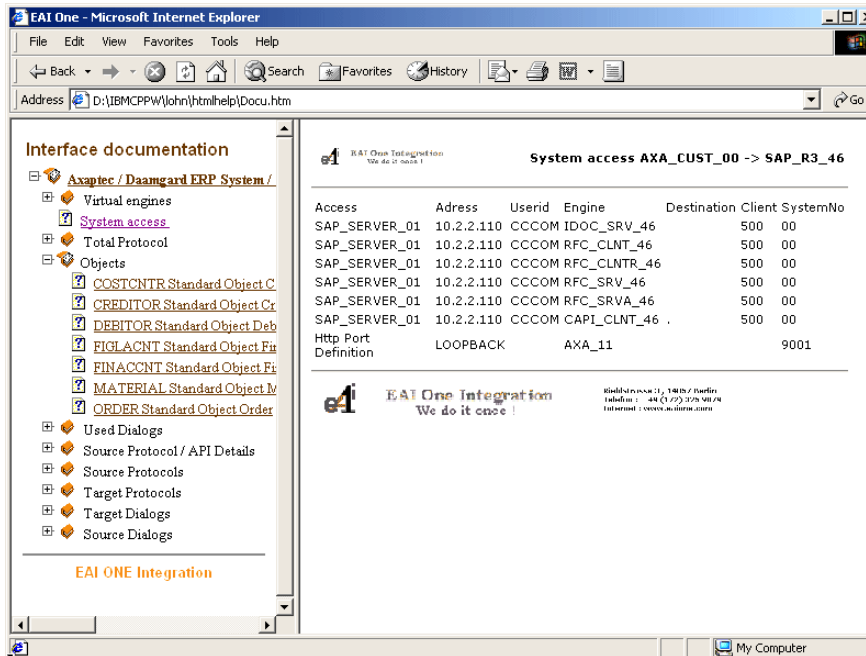 EAI One - Microsoft Internet Explorer
File Edit View Favorites Tools Help
Back Search Favorites History
Address D:\IBMCPPW\lohn\htmlhelp\Docu.htm Go
Interface documentation
Axaptec / Daamgard ERP System /
Virtual engines
System access
Total Protocol
Objects
COSTCNTR Standard Object C
CREDITOR Standard Object Cr
DEBITOR Standard Object Deb
FIGLACNT Standard Object Fin
FINACCNT Standard Object Fi
MATERIAL Standard Object M
ORDER Standard Object Order
Used Dialogs
Source Protocol / API Details
Source Protocols
Target Protocols
Target Dialogs
Source Dialogs
EAI ONE Integration
e4i EAI One Integration
We do it once !
System access AXA_CUST_00 -> SAP_R3_46
Access Adress Userid Engine Destination Client SystemNo
SAP_SERVER_01 10.2.2.110 CCCOM IDOC_SRV_46 500 00
SAP_SERVER_01 10.2.2.110 CCCOM RFC_CLNT_46 500 00
SAP_SERVER_01 10.2.2.110 CCCOM RFC_CLNTR_46 500 00
SAP_SERVER_01 10.2.2.110 CCCOM RFC_SRV_46 500 00
SAP_SERVER_01 10.2.2.110 CCCOM RFC_SRVA_46 500 00
SAP_SERVER_01 10.2.2.110 CCCOM CAPI_CLNT_46 . 500 00
Http Port
Definition LOOPBACK AXA_11 9001
e4i EAI One Integration
We do it once !
14057 Berlin
Telefon :
Internet :
My Computer